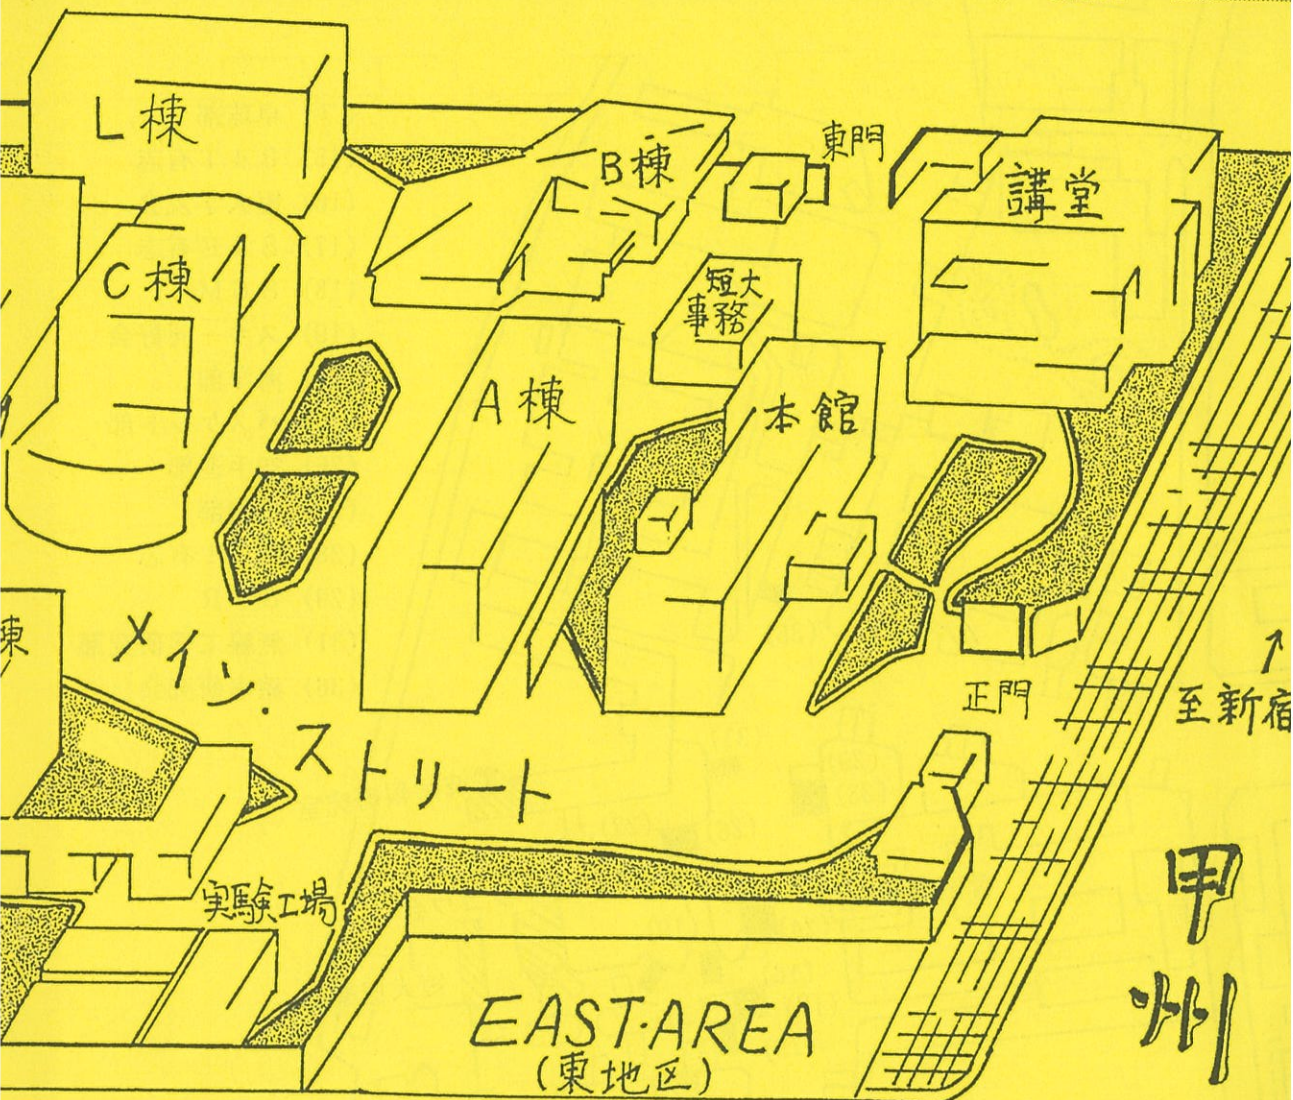 L棟
B棟
東門
講堂
C棟
短大
事務
A棟
本館
棟
メイン・ストリート
正門
至新宿
実験工場
甲州
EAST・AREA
(東地区)